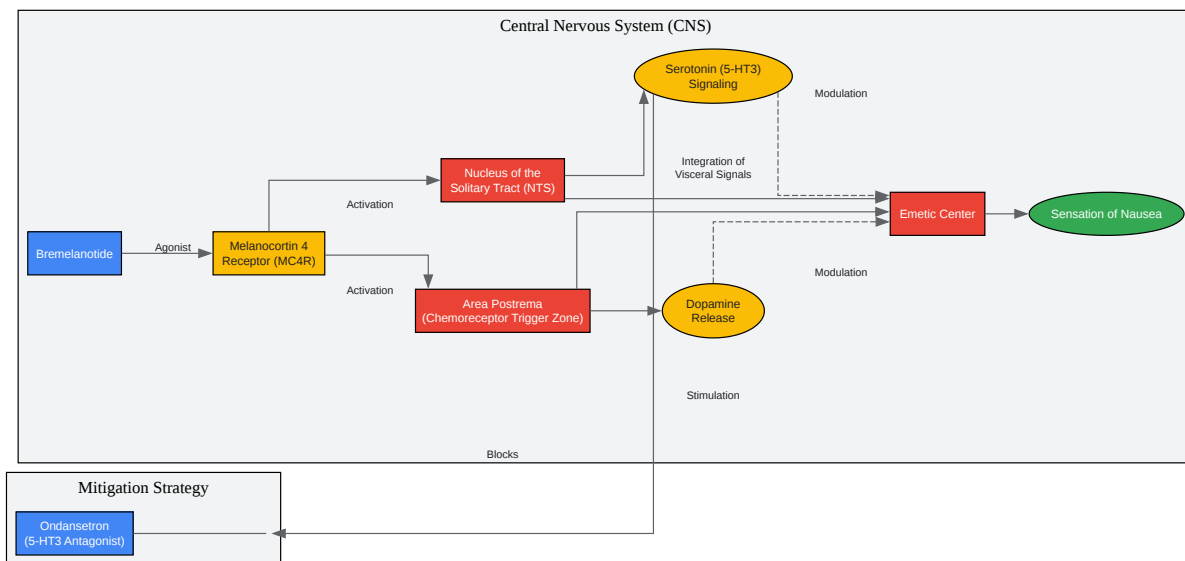 Central Nervous System (CNS)
Serotonin (5-HT3)
Signaling
Modulation
Integration of
Visceral Signals
Nucleus of the
Solitary Tract (NTS)
Activation
Emetic Center
Sensation of Nausea
Bremelanotide
Agonist
Melanocortin 4
Receptor (MC4R)
Activation
Modulation
Area Postrema
(Chemoreceptor Trigger Zone)
Dopamine
Release
Stimulation
Blocks
Mitigation Strategy
Ondansetron
(5-HT3 Antagonist)